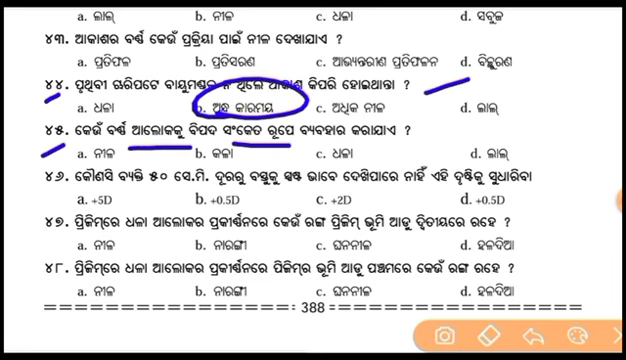 a. ଲାଲ୍ b. ନୀଳ c. ଧଳା d. ସବୁଜ
୪୩. ଆକାଶର ବର୍ଣ୍ଣ କେଉଁ ପ୍ରକ୍ରିୟା ପାଇଁ ନୀଳ ଦେଖାଯାଏ ?
a. ପ୍ରତିଫଳ b. ପ୍ରତିସରଣ c. ଆଭ୍ୟନ୍ତରୀଣ ପ୍ରତିଫଳନ d. ବିଚ୍ଛୁରଣ
୪୪. ପୃଥିବୀ ଉପରିପଟେ ବାୟୁମଣ୍ଡଳ ନ ଥିଲେ ଆକାଶ କିପରି ହୋଇଥାନ୍ତା ?
a. ଧଳା b. ଅନ୍ଧ କାରମୟ c. ଅଧିକ ନୀଳ d. ଲାଲ୍
୪୫. କେଉଁ ବର୍ଣ୍ଣ ଆଲୋକକୁ ବିପଦ ସଂକେତ ରୂପେ ବ୍ୟବହାର କରାଯାଏ ?
a. ନୀଳ b. କଳା c. ଧଳା d. ଲାଲ୍
୪୬. କୌଣସି ବ୍ୟକ୍ତି ୫୦ ସେ.ମି. ଦୂରରୁ ବସ୍ତୁକୁ ସ୍ପଷ୍ଟ ଭାବେ ଦେଖିପାରେ ନାହିଁ ଏହି ଦୃଷ୍ଟିକୁ ସୁଧାରିବା
a. +5D b. +0.5D c. +2D d. +0.5D
୪୭. ପ୍ରିଜିମ୍‌ରେ ଧଳା ଆଲୋକର ପ୍ରକୀର୍ଣ୍ଣନରେ କେଉଁ ରଙ୍ଗ ପ୍ରିଜିମ୍ ଭୂମି ଆଡୁ ଦ୍ୱିତୀୟରେ ରହେ ?
a. ନୀଳ b. ନାରଙ୍ଗୀ c. ଘନନୀଳ d. ହଳଦିଆ
୪୮. ପ୍ରିଜିମ୍‌ରେ ଧଳା ଆଲୋକର ପ୍ରକୀର୍ଣ୍ଣନରେ ପିଜିମ୍‌ର ଭୂମି ଆଡୁ ପଞ୍ଚମରେ କେଉଁ ରଙ୍ଗ ରହେ ?
a. ନୀଳ b. ନାରଙ୍ଗୀ c. ଘନନୀଳ d. ହଳଦିଆ
================: 388 ================